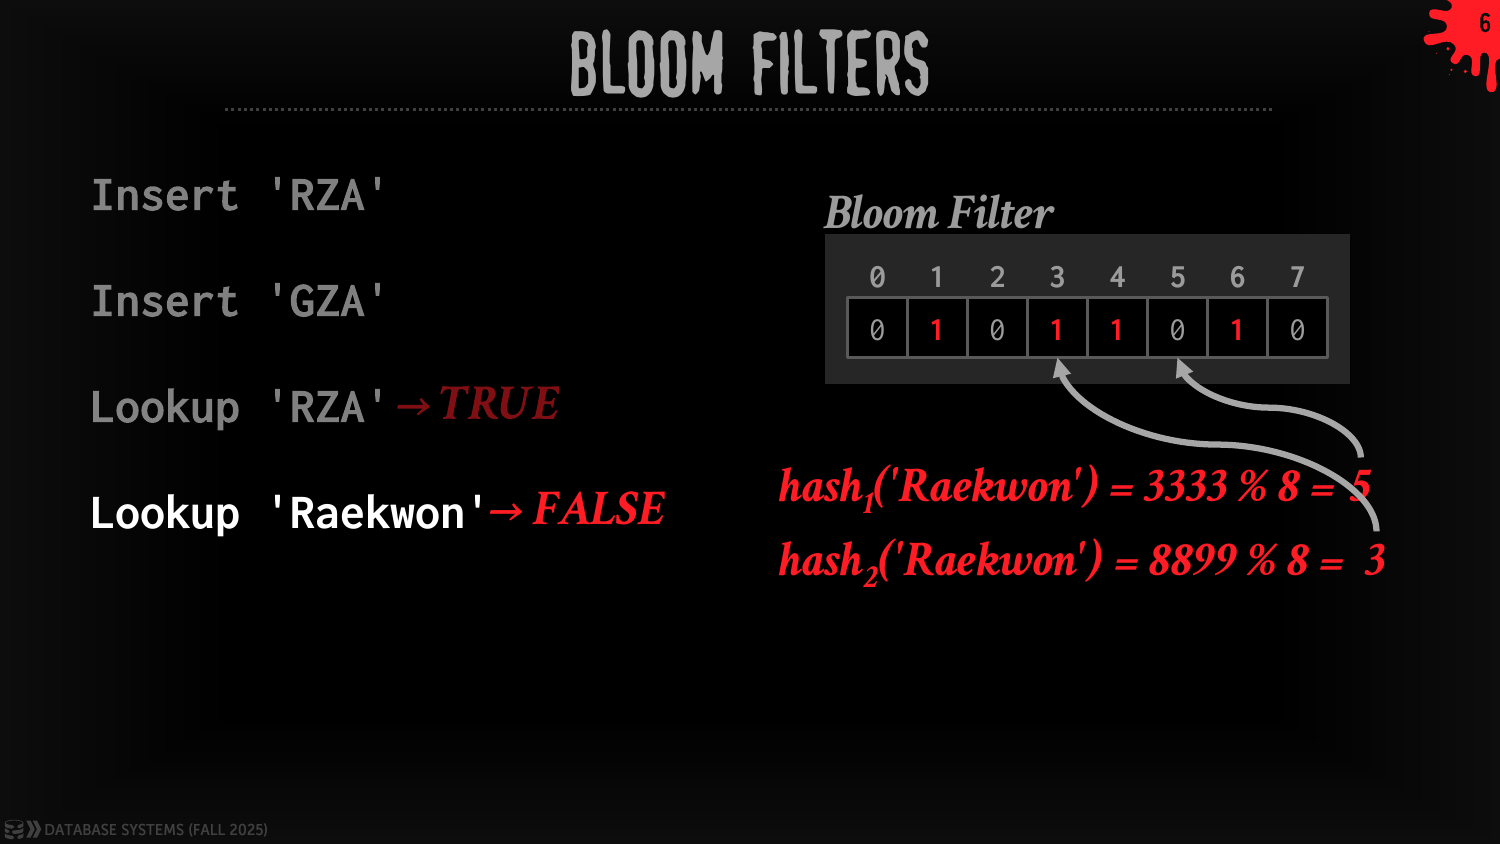 6
BLOOM FILTERS
Insert 'RZA'
Insert 'GZA'
Lookup 'RZA' → TRUE
Lookup 'Raekwon' → FALSE
Bloom Filter
0 1 2 3 4 5 6 7
0 1 0 1 1 0 1 0
hash₁('Raekwon') = 3333 % 8 = 5
hash₂('Raekwon') = 8899 % 8 = 3
DATABASE SYSTEMS (FALL 2025)